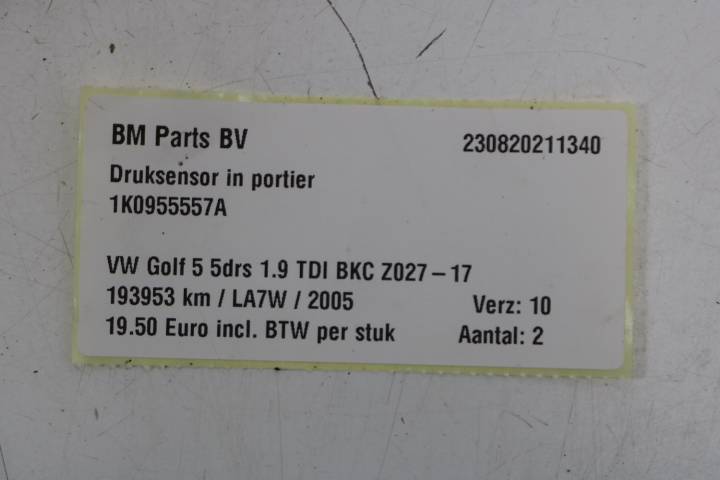 BM Parts BV 230820211340
Druksensor in portier
1K0955557A
VW Golf 5 5drs 1.9 TDI BKC Z027-17
193953 km / LA7W / 2005 Verz: 10
19.50 Euro incl. BTW per stuk Aantal: 2